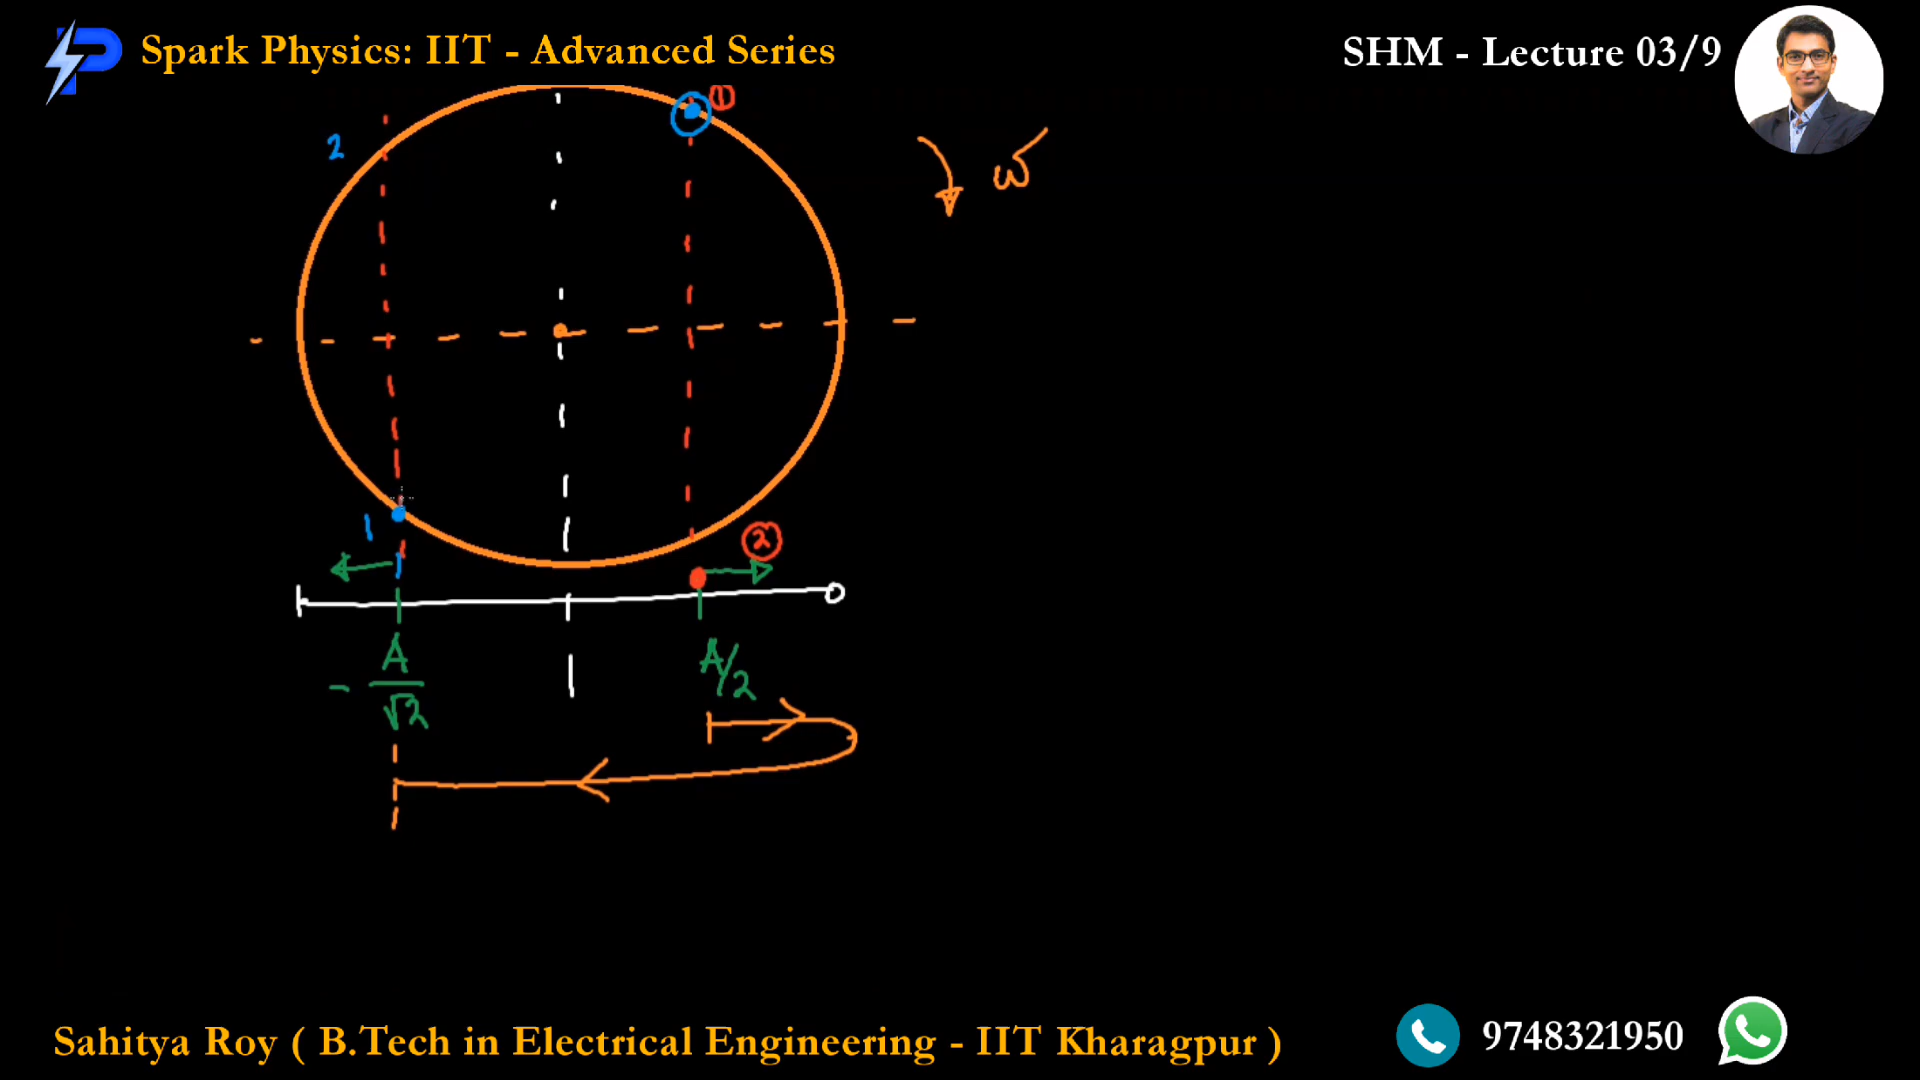 Spark Physics: IIT - Advanced Series
SHM - Lecture 03/9
①
2
ω
②
1
- A/√2
A/2
Sahitya Roy ( B.Tech in Electrical Engineering - IIT Kharagpur )
9748321950